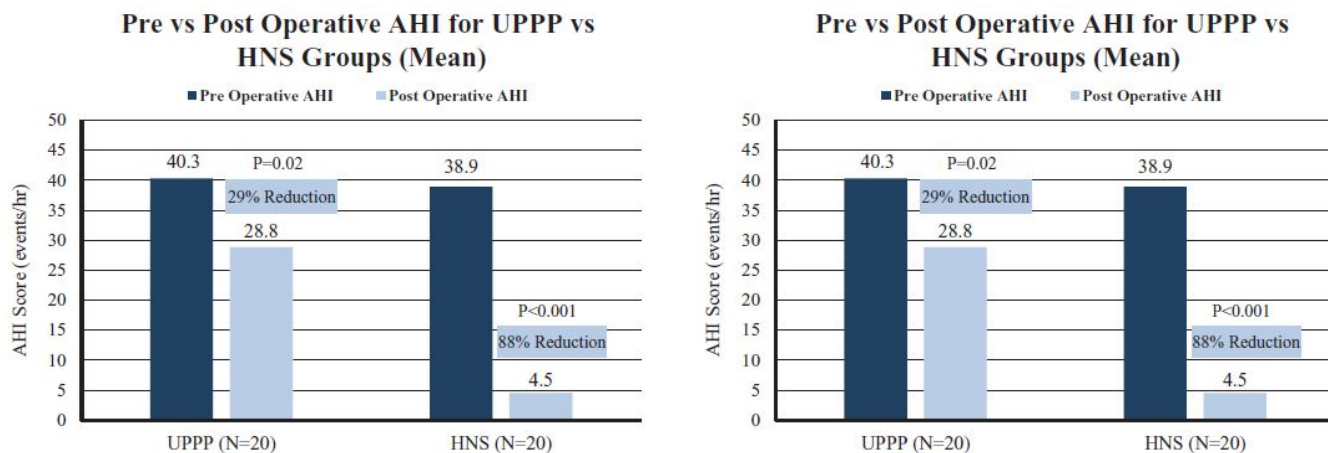 Pre vs Post Operative AHI for UPPP vs
HNS Groups (Mean)
Pre Operative AHI Post Operative AHI
AHI Score (events/hr)
50
45
40
35
30
25
20
15
10
5
0
40.3
P=0.02
29% Reduction
28.8
38.9
P<0.001
88% Reduction
4.5
UPPP (N=20) HNS (N=20)
Pre vs Post Operative AHI for UPPP vs
HNS Groups (Mean)
Pre Operative AHI Post Operative AHI
AHI Score (events/hr)
50
45
40
35
30
25
20
15
10
5
0
40.3
P=0.02
29% Reduction
28.8
38.9
P<0.001
88% Reduction
4.5
UPPP (N=20) HNS (N=20)